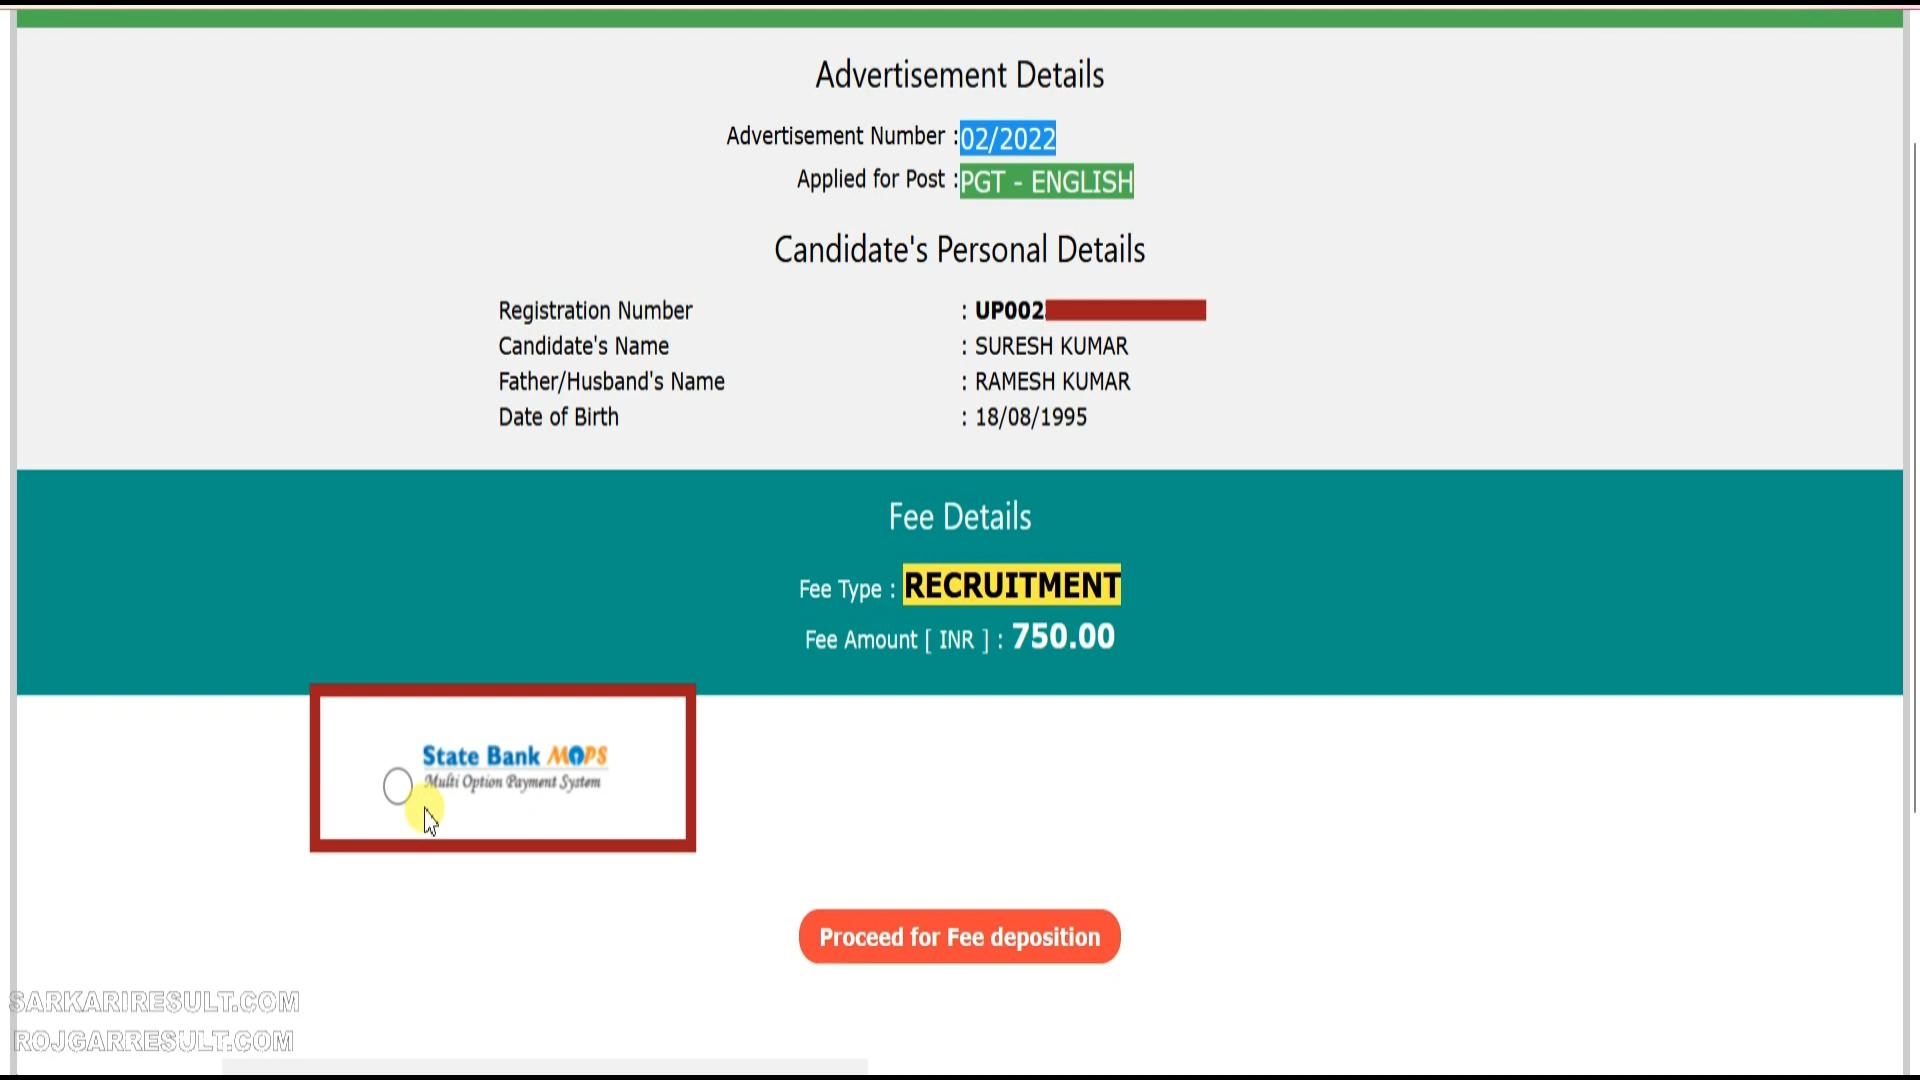 Advertisement Details
Advertisement Number : 02/2022
Applied for Post : PGT - ENGLISH
Candidate's Personal Details
Registration Number : UP002
Candidate's Name : SURESH KUMAR
Father/Husband's Name : RAMESH KUMAR
Date of Birth : 18/08/1995
Fee Details
Fee Type : RECRUITMENT
Fee Amount [ INR ] : 750.00
State Bank MOPS
Multi Option Payment System
Proceed for Fee deposition
SARKARIRESULT.COM
ROJGARRESULT.COM